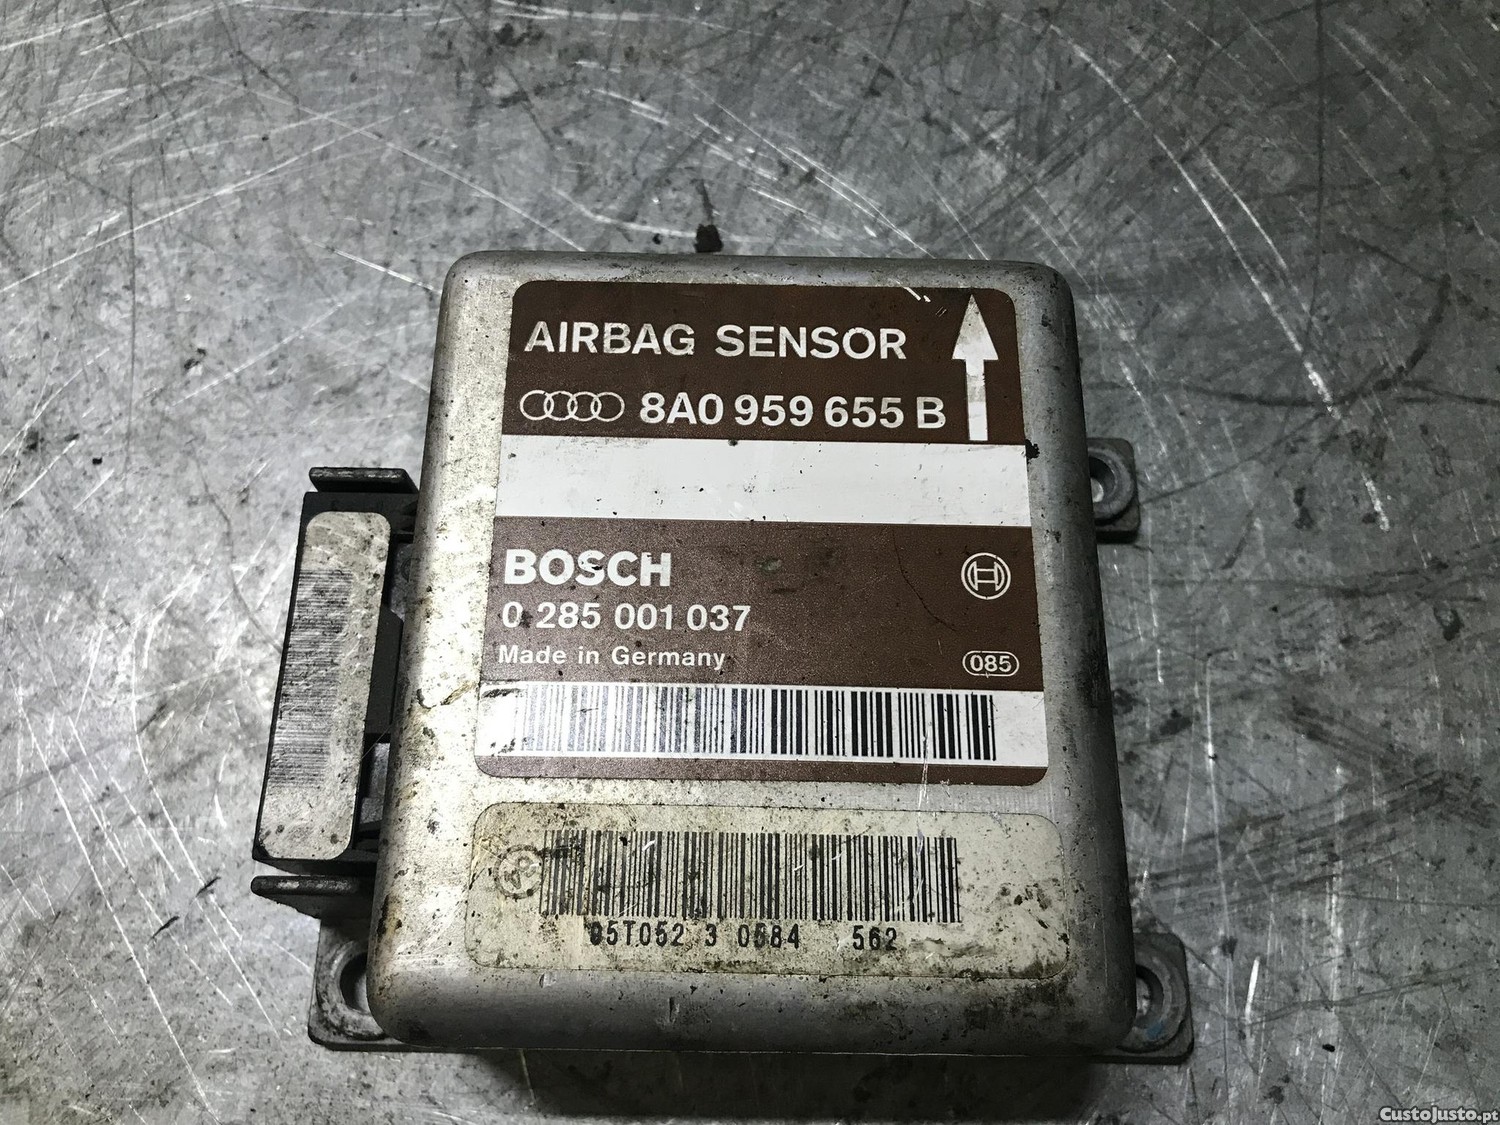 AIRBAG SENSOR
8A0 959 655 B
BOSCH
0 285 001 037
Made in Germany
085
84
05T052 3 0584 562
CustoJusto.pt